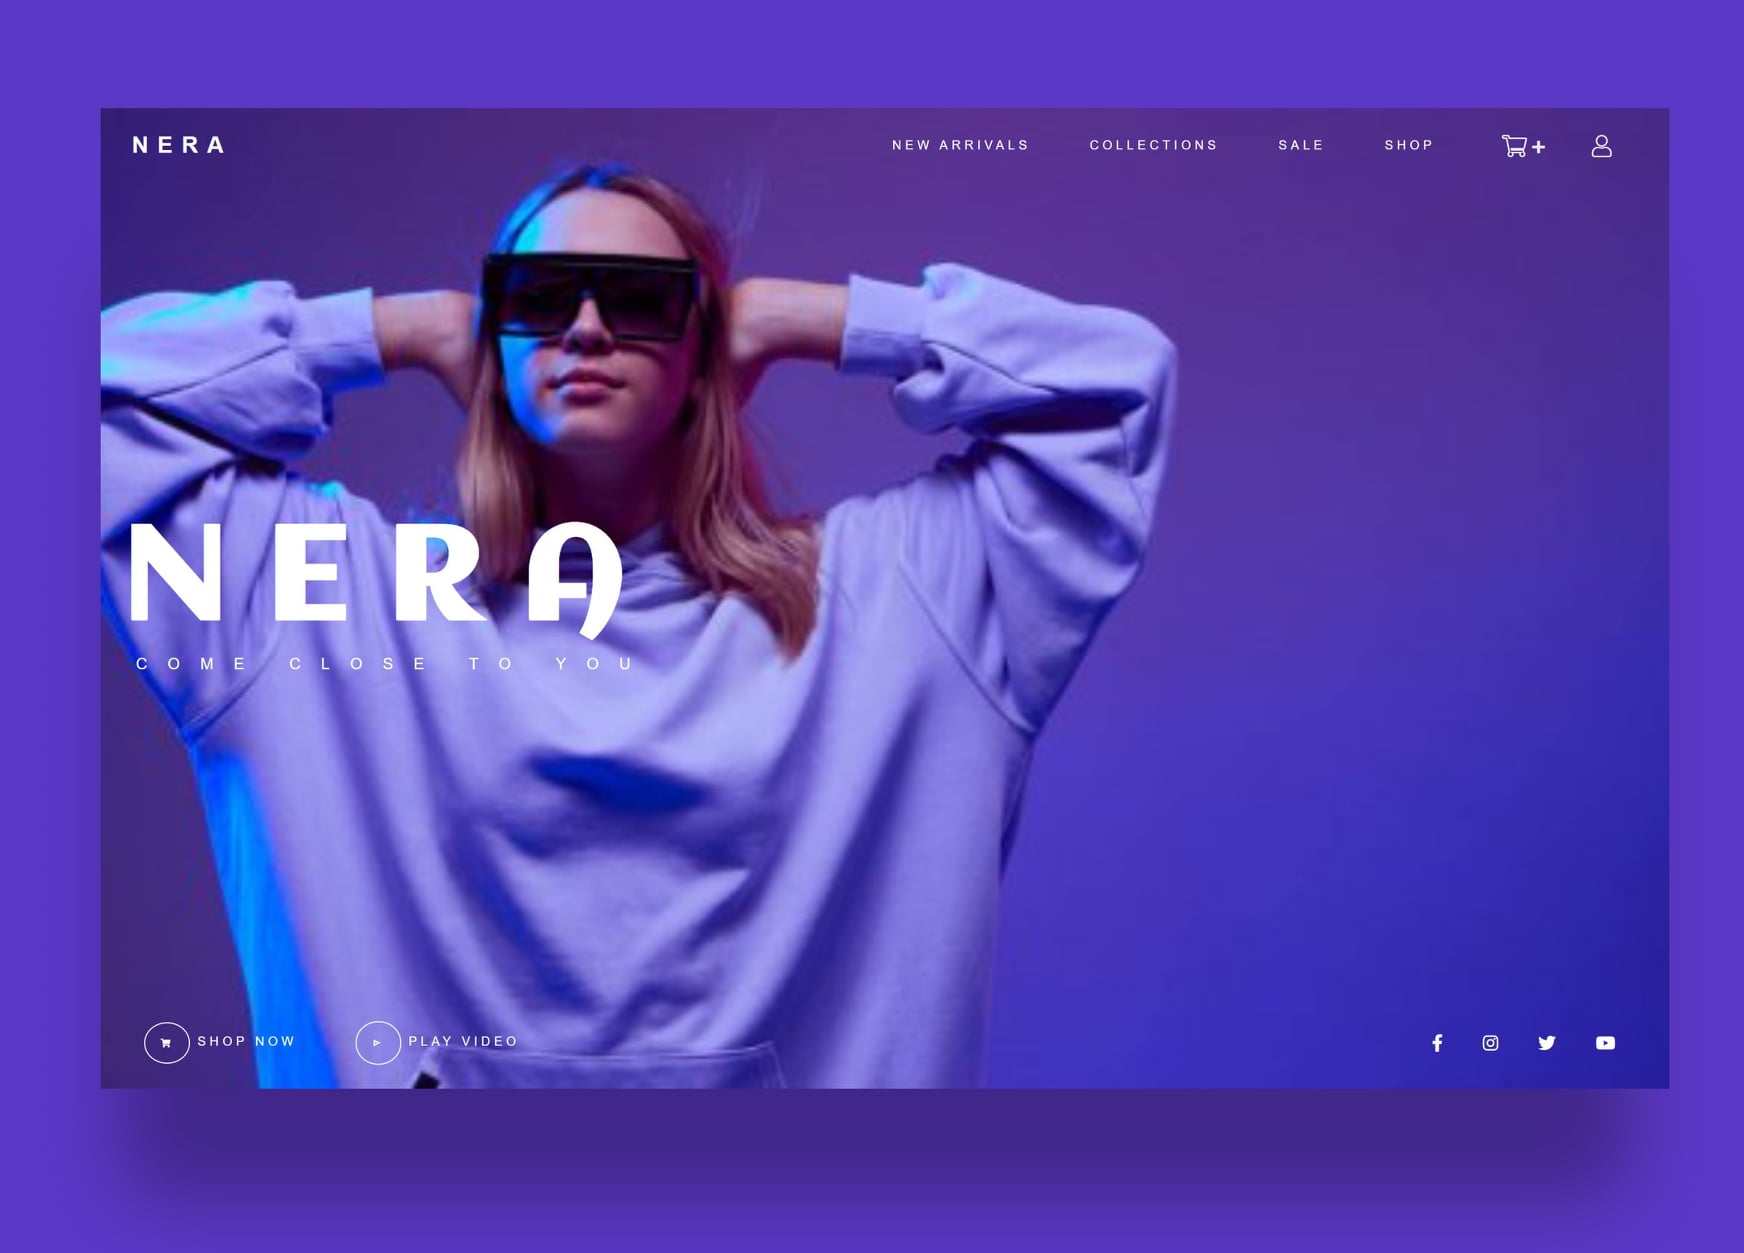 NERA
NEW ARRIVALS
COLLECTIONS
SALE
SHOP
+
NERA
COME CLOSE TO YOU
SHOP NOW
PLAY VIDEO